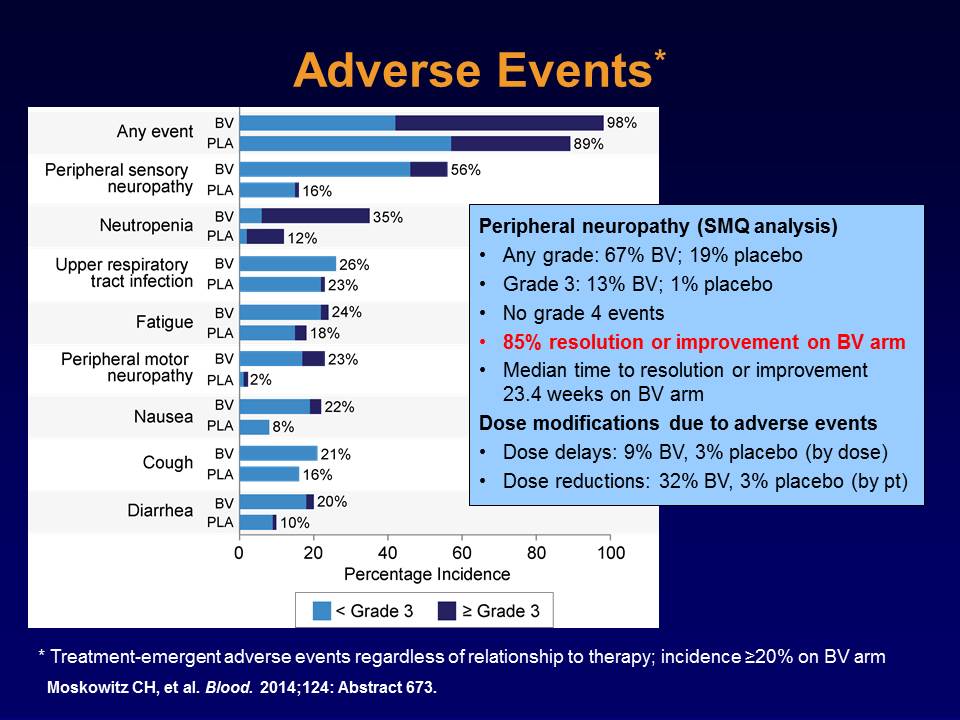 Adverse Events*
Any event
BV
98%
PLA
89%
Peripheral sensory
neuropathy
BV
56%
PLA
16%
Neutropenia
BV
35%
PLA
12%
Upper respiratory
tract infection
BV
26%
PLA
23%
Fatigue
BV
24%
PLA
18%
Peripheral motor
neuropathy
BV
23%
PLA
2%
Nausea
BV
22%
PLA
8%
Cough
BV
21%
PLA
16%
Diarrhea
BV
20%
PLA
10%
0 20 40 60 80 100
Percentage Incidence
< Grade 3 ≥ Grade 3
Peripheral neuropathy (SMQ analysis)
• Any grade: 67% BV; 19% placebo
• Grade 3: 13% BV; 1% placebo
• No grade 4 events
• 85% resolution or improvement on BV arm
• Median time to resolution or improvement
23.4 weeks on BV arm
Dose modifications due to adverse events
• Dose delays: 9% BV, 3% placebo (by dose)
• Dose reductions: 32% BV, 3% placebo (by pt)
* Treatment-emergent adverse events regardless of relationship to therapy; incidence ≥20% on BV arm
Moskowitz CH, et al. Blood. 2014;124: Abstract 673.